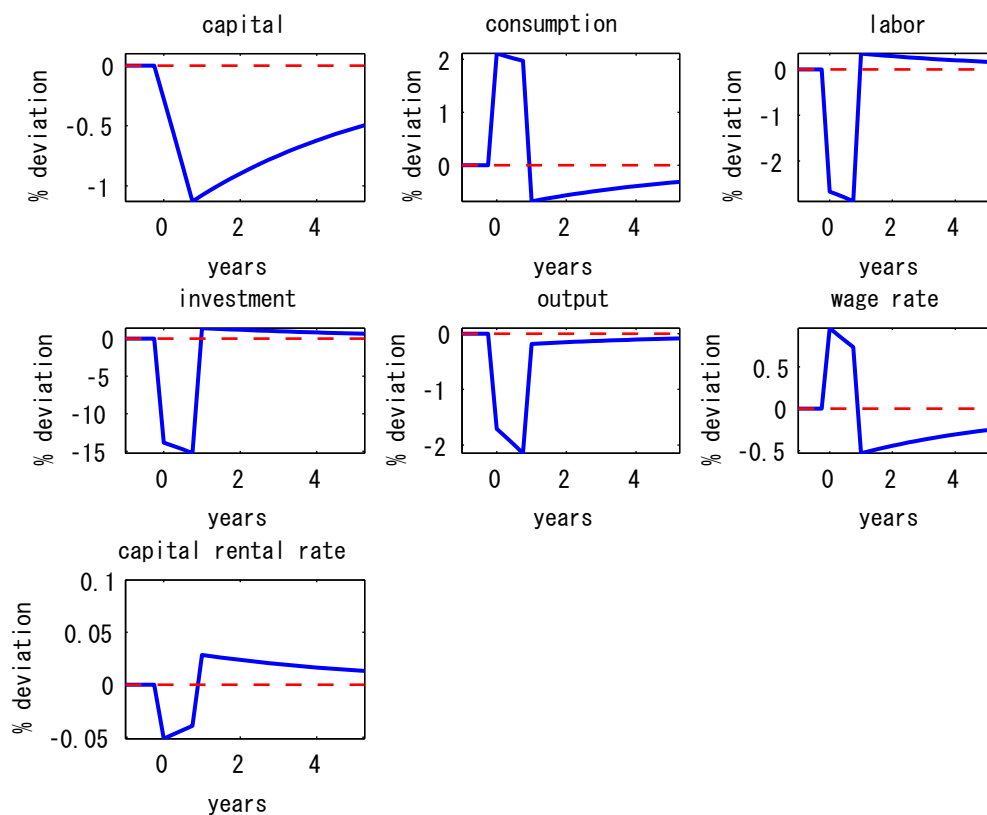 capital
% deviation
0
-0.5
-1
0 2 4
years
consumption
% deviation
2
1
0
0 2 4
years
labor
% deviation
0
-1
-2
0 2 4
years
investment
% deviation
0
-5
-10
-15
0 2 4
years
output
% deviation
0
-1
-2
0 2 4
years
wage rate
% deviation
0.5
0
-0.5
0 2 4
years
capital rental rate
% deviation
0.1
0.05
0
-0.05
0 2 4
years